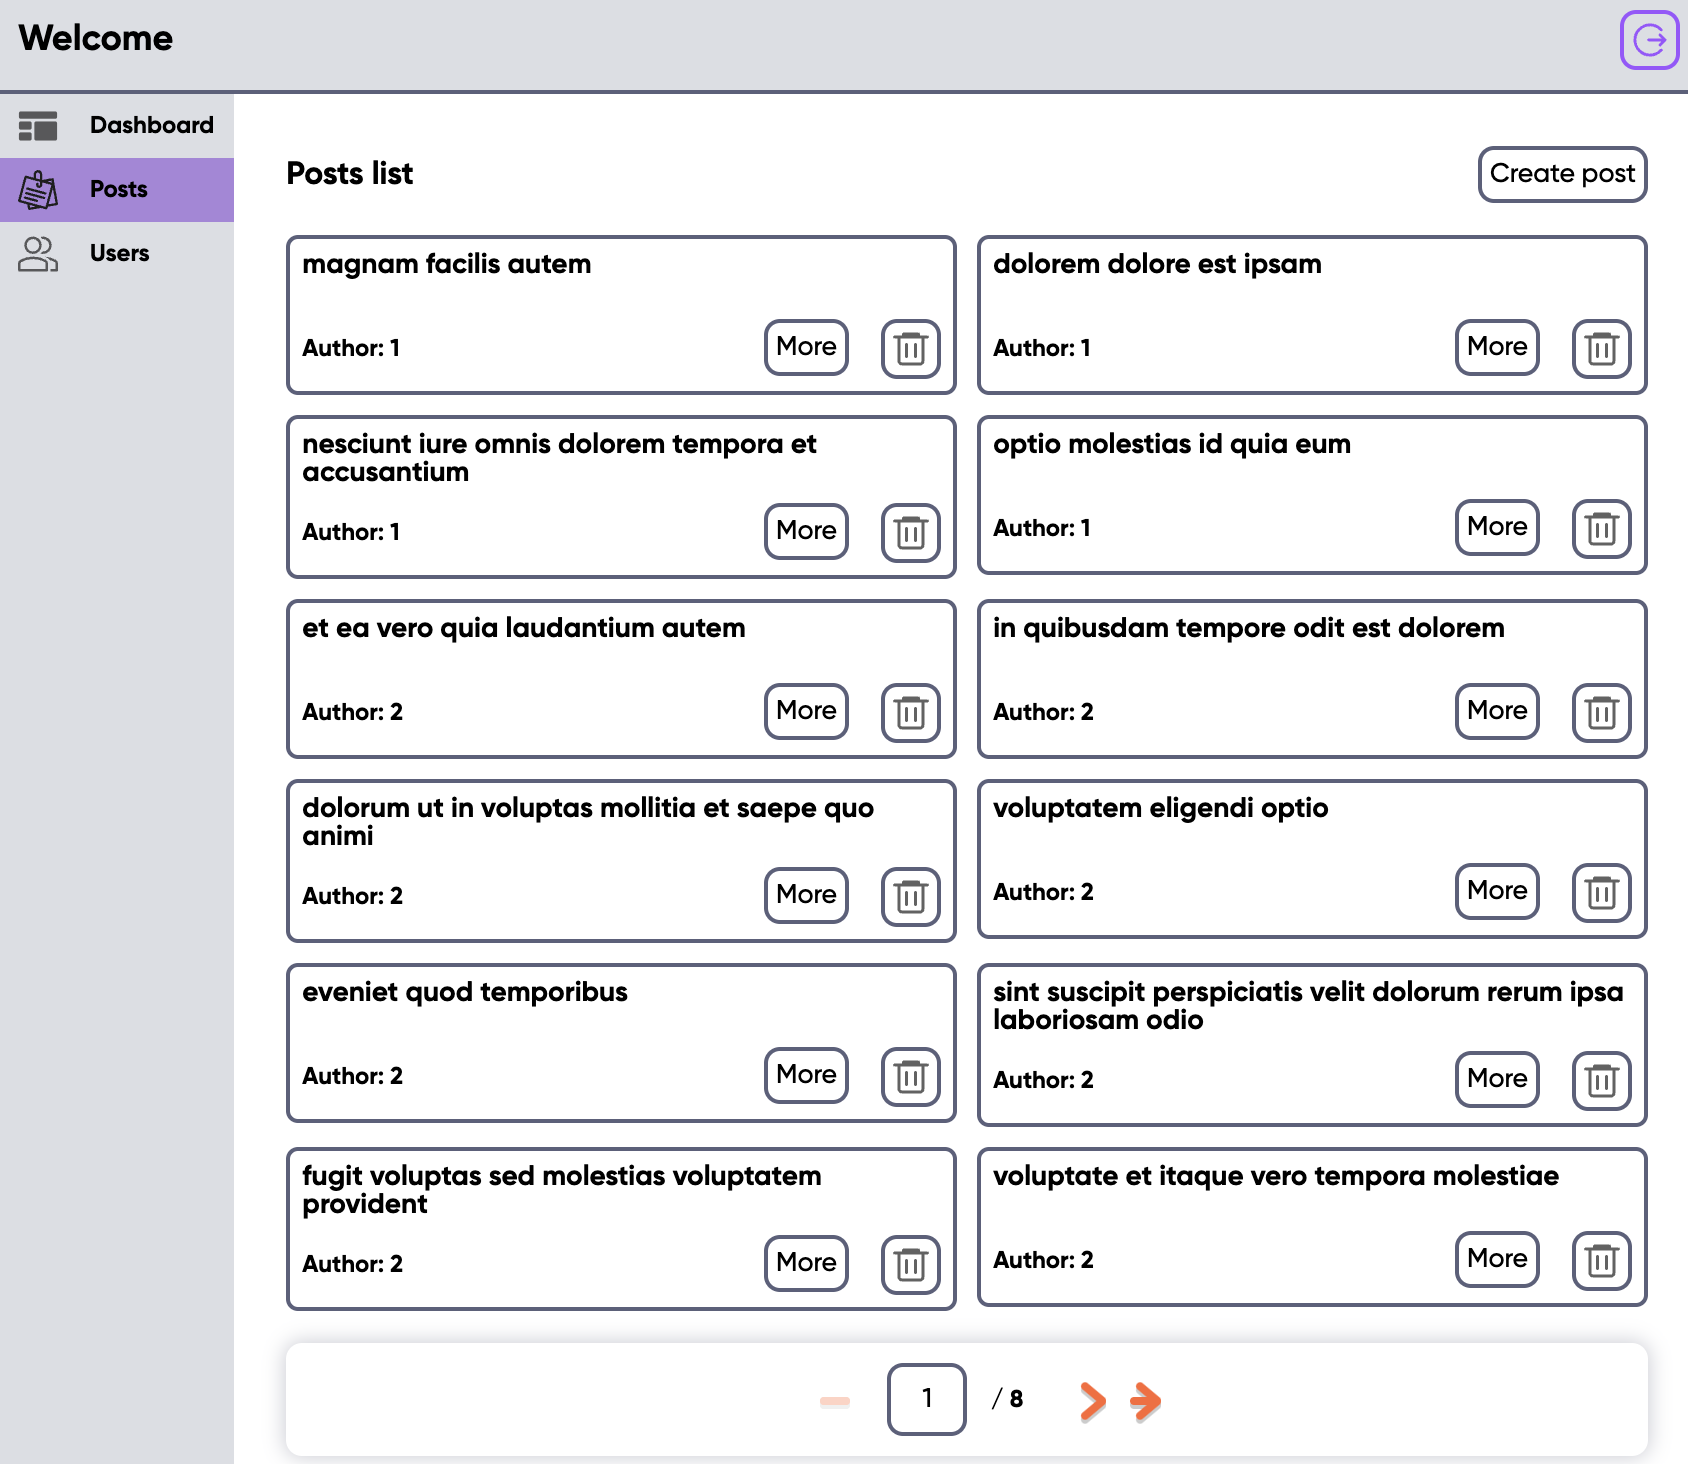 Welcome
Dashboard
Posts
Users
Posts list
Create post
magnam facilis autem
Author: 1
More
dolorem dolore est ipsam
Author: 1
More
nesciunt iure omnis dolorem tempora et
accusantium
Author: 1
More
optio molestias id quia eum
Author: 1
More
et ea vero quia laudantium autem
Author: 2
More
in quibusdam tempore odit est dolorem
Author: 2
More
dolorum ut in voluptas mollitia et saepe quo
animi
Author: 2
More
voluptatem eligendi optio
Author: 2
More
eveniet quod temporibus
Author: 2
More
sint suscipit perspiciatis velit dolorum rerum ipsa
laboriosam odio
Author: 2
More
fugit voluptas sed molestias voluptatem
provident
Author: 2
More
voluptate et itaque vero tempora molestiae
Author: 2
More
1 / 8